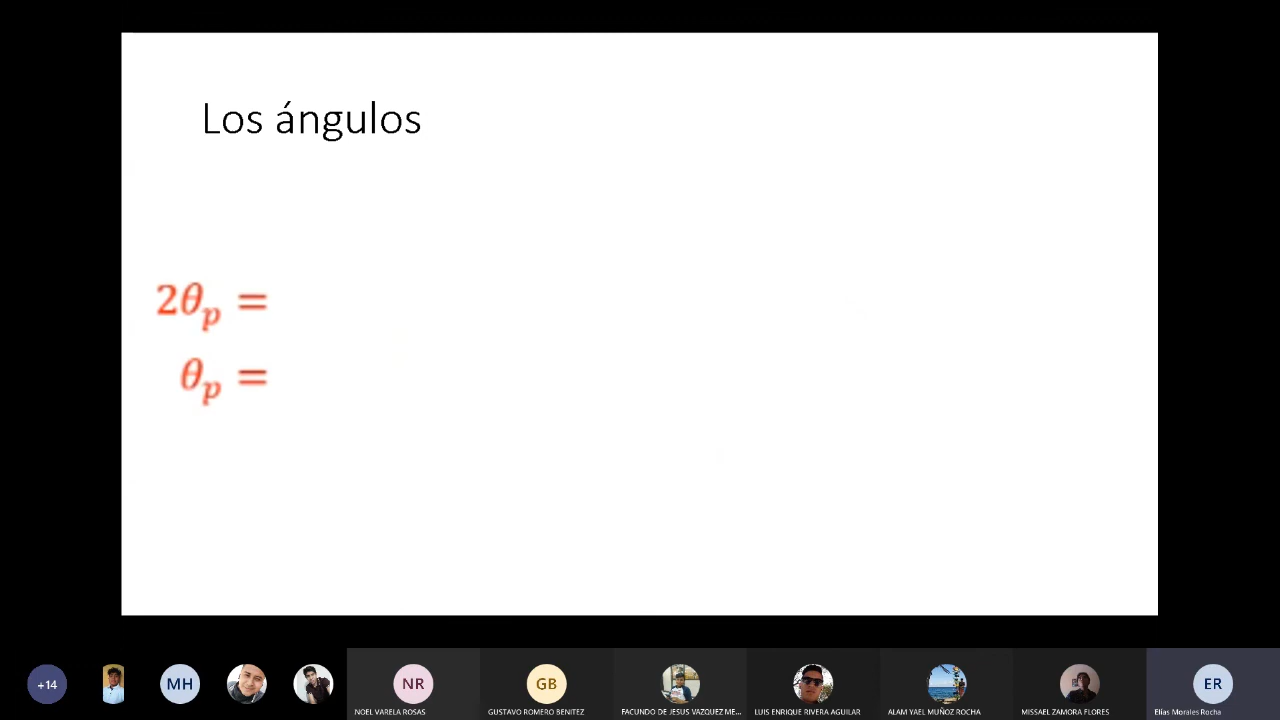 Los ángulos
2θₚ =
θₚ =
+14
MH
NR
GB
ER
NOEL VARELA ROSAS
GUSTAVO ROMERO BENITEZ
FACUNDO DE JESUS VAZQUEZ ME...
LUIS ENRIQUE RIVERA AGUILAR
ALAM YAEL MUÑOZ ROCHA
MISSAEL ZAMORA FLORES
Elías Morales Rocha